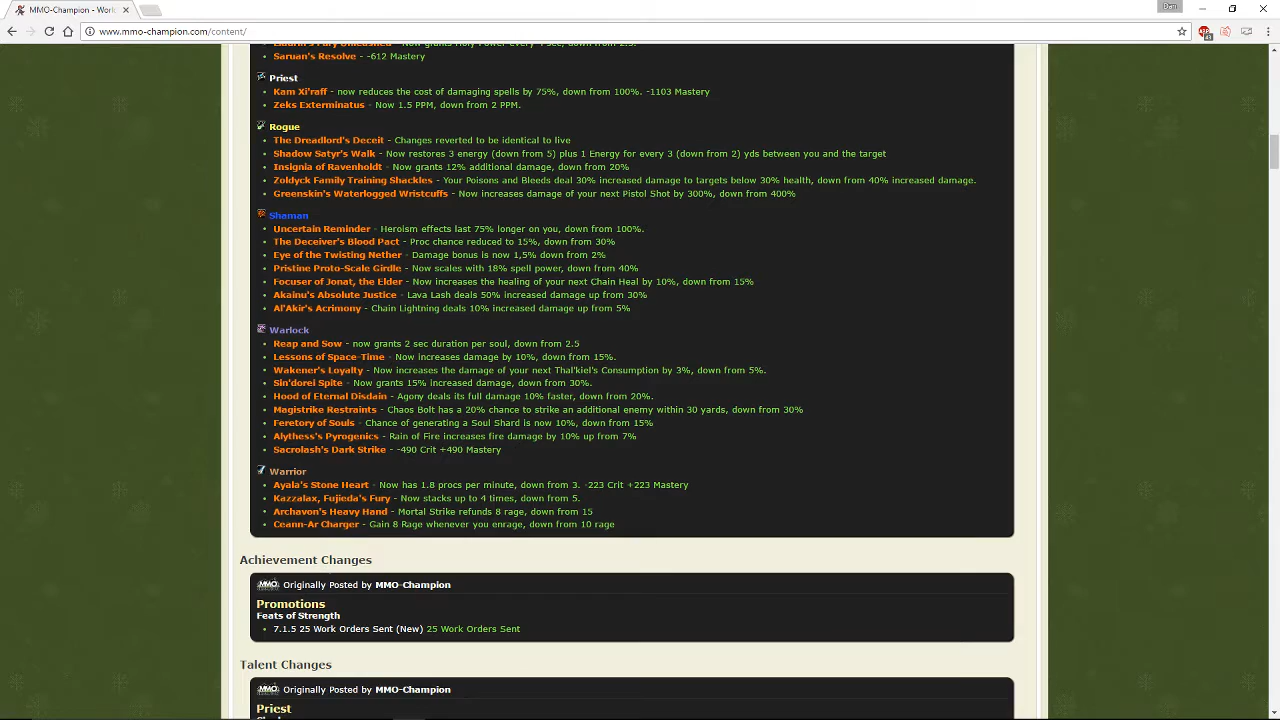 MMO-Champion - Worl
Den
www.mmo-champion.com/content/
Saruan's Resolve - -612 Mastery
Priest
Kam Xi'raff - now reduces the cost of damaging spells by 75%, down from 100%. -1103 Mastery
Zeks Exterminatus - Now 1.5 PPM, down from 2 PPM.
Rogue
The Dreadlord's Deceit - Changes reverted to be identical to live
Shadow Satyr's Walk - Now restores 3 energy (down from 5) plus 1 Energy for every 3 (down from 2) yds between you and the target
Insignia of Ravenholdt - Now grants 12% additional damage, down from 20%
Zoldyck Family Training Shackles - Your Poisons and Bleeds deal 30% increased damage to targets below 30% health, down from 40% increased damage.
Greenskin's Waterlogged Wristcuffs - Now increases damage of your next Pistol Shot by 300%, down from 400%
Shaman
Uncertain Reminder - Heroism effects last 75% longer on you, down from 100%.
The Deceiver's Blood Pact - Proc chance reduced to 15%, down from 30%
Eye of the Twisting Nether - Damage bonus is now 1,5% down from 2%
Pristine Proto-Scale Girdle - Now scales with 18% spell power, down from 40%
Focuser of Jonat, the Elder - Now increases the healing of your next Chain Heal by 10%, down from 15%
Akainu's Absolute Justice - Lava Lash deals 50% increased damage up from 30%
Al'Akir's Acrimony - Chain Lightning deals 10% increased damage up from 5%
Warlock
Reap and Sow - now grants 2 sec duration per soul, down from 2.5
Lessons of Space-Time - Now increases damage by 10%, down from 15%.
Wakener's Loyalty - Now increases the damage of your next Thal'kiel's Consumption by 3%, down from 5%.
Sin'dorei Spite - Now grants 15% increased damage, down from 30%.
Hood of Eternal Disdain - Agony deals its full damage 10% faster, down from 20%.
Magistrike Restraints - Chaos Bolt has a 20% chance to strike an additional enemy within 30 yards, down from 30%
Feretory of Souls - Chance of generating a Soul Shard is now 10%, down from 15%
Alythess's Pyrogenics - Rain of Fire increases fire damage by 10% up from 7%
Sacrolash's Dark Strike - -490 Crit +490 Mastery
Warrior
Ayala's Stone Heart - Now has 1.8 procs per minute, down from 3. -223 Crit +223 Mastery
Kazzalax, Fujieda's Fury - Now stacks up to 4 times, down from 5.
Archavon's Heavy Hand - Mortal Strike refunds 8 rage, down from 15
Ceann-Ar Charger - Gain 8 Rage whenever you enrage, down from 10 rage
Achievement Changes
MMO Originally Posted by MMO-Champion
Promotions
Feats of Strength
7.1.5 25 Work Orders Sent (New) 25 Work Orders Sent
Talent Changes
MMO Originally Posted by MMO-Champion
Priest